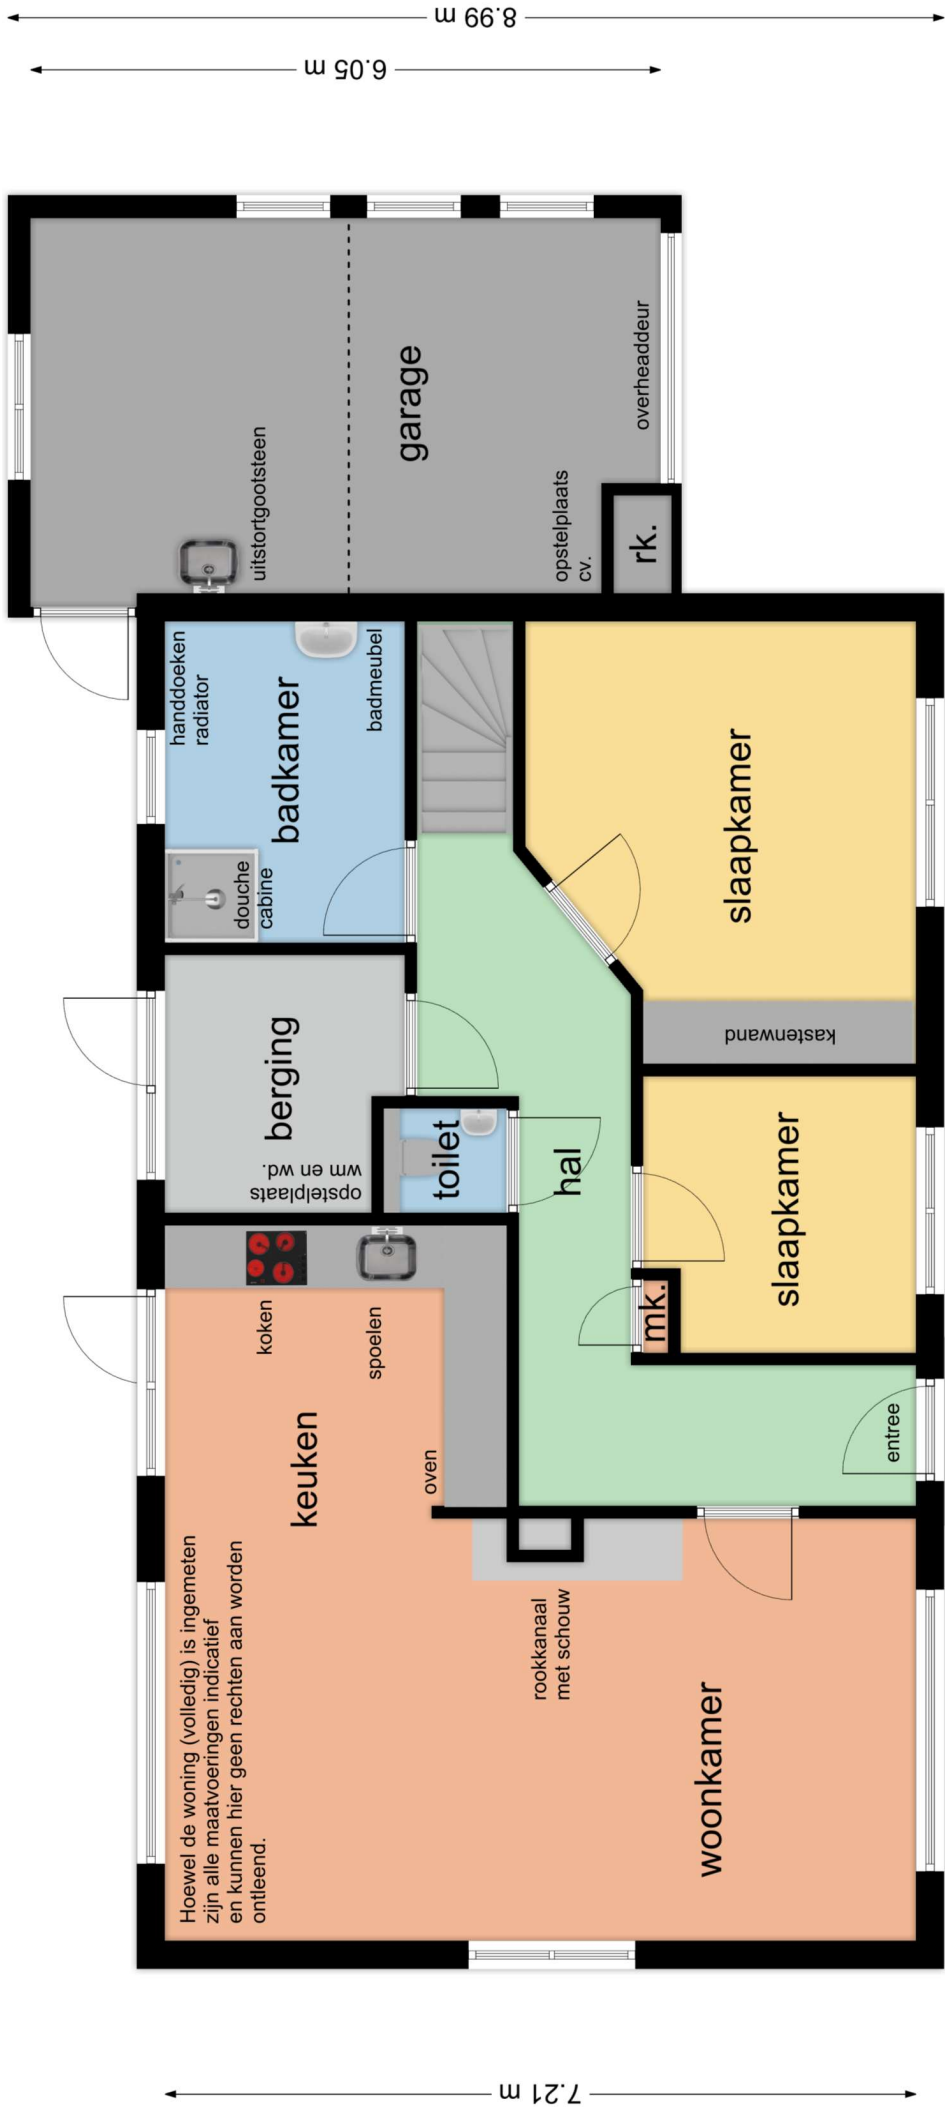 8.99 m
6.05 m
uitstortgootsteen
garage
overheaddeur
opstelplaats
cv.
rk.
handdoeken
radiator
badkamer
badmeubel
douche
cabine
slaapkamer
kastenwand
berging
opstelplaats
wm en wd.
toilet
hal
slaapkamer
mk.
koken
spoelen
keuken
oven
entree
Hoewel de woning (volledig) is ingemeten
zijn alle maatvoeringen indicatief
en kunnen hier geen rechten aan worden
ontleend.
rookkanaal
met schouw
woonkamer
7.21 m